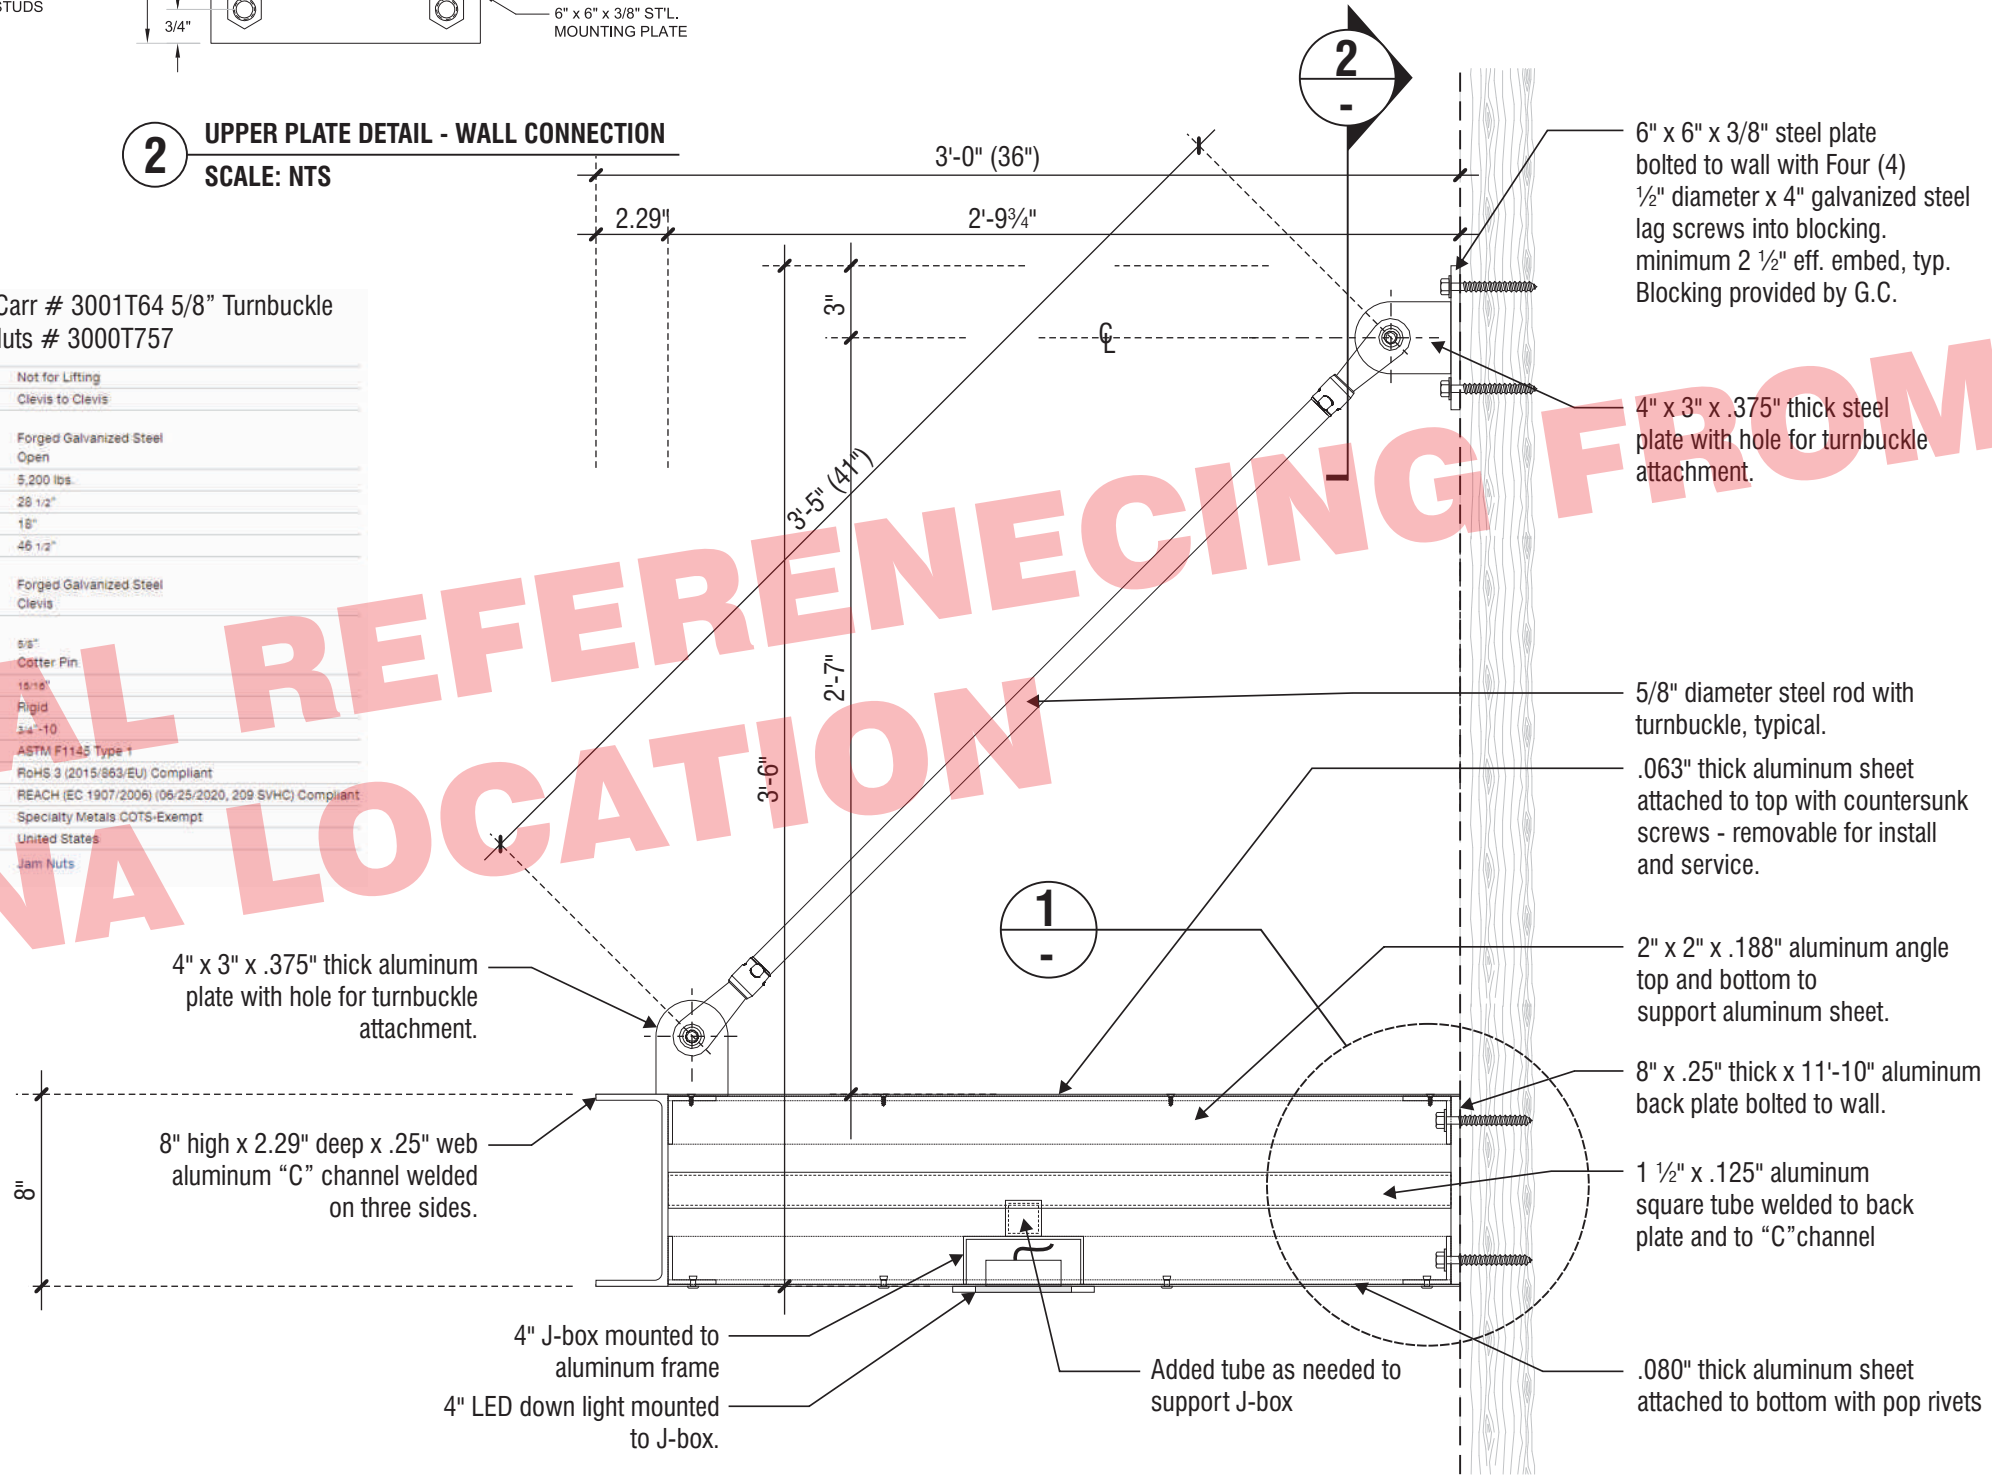 STUDS
3/4"
6" x 6" x 3/8" ST'L.
MOUNTING PLATE
2
UPPER PLATE DETAIL - WALL CONNECTION
SCALE: NTS
2
-
3'-0" (36")
2.29"
2'-9¾"
3"
℄
3'-5" (41")
2'-7"
3'-6"
8"
6" x 6" x 3/8" steel plate
bolted to wall with Four (4)
½" diameter x 4" galvanized steel
lag screws into blocking.
minimum 2 ½" eff. embed, typ.
Blocking provided by G.C.
4" x 3" x .375" thick steel
plate with hole for turnbuckle
attachment.
Carr # 3001T64 5/8” Turnbuckle
Nuts # 3000T757
Not for Lifting
Clevis to Clevis
Forged Galvanized Steel
Open
5,200 lbs.
28 1/2"
18"
46 1/2"
Forged Galvanized Steel
Clevis
5/8"
Cotter Pin
15/16"
Rigid
3/4"-10
ASTM F1145 Type 1
RoHS 3 (2015/863/EU) Compliant
REACH (EC 1907/2006) (06/25/2020, 209 SVHC) Compliant
Specialty Metals COTS-Exempt
United States
Jam Nuts
AL REFERENECING FROM
NA LOCATION
5/8" diameter steel rod with
turnbuckle, typical.
.063" thick aluminum sheet
attached to top with countersunk
screws - removable for install
and service.
1
-
2" x 2" x .188" aluminum angle
top and bottom to
support aluminum sheet.
4" x 3" x .375" thick aluminum
plate with hole for turnbuckle
attachment.
8" x .25" thick x 11'-10" aluminum
back plate bolted to wall.
8" high x 2.29" deep x .25" web
aluminum “C” channel welded
on three sides.
1 ½" x .125" aluminum
square tube welded to back
plate and to “C”channel
4" J-box mounted to
aluminum frame
4" LED down light mounted
to J-box.
Added tube as needed to
support J-box
.080" thick aluminum sheet
attached to bottom with pop rivets